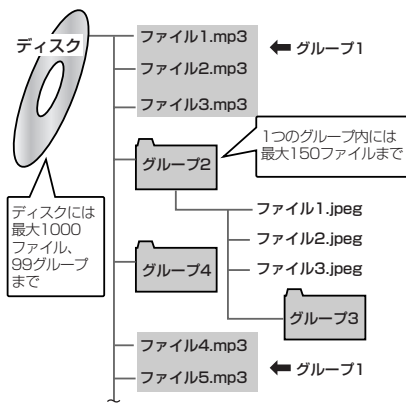 ディスク
ファイル1.mp3
グループ1
ファイル2.mp3
ファイル3.mp3
グループ2
1つのグループ内には
最大150ファイルまで
ディスクには
最大1000
ファイル、
99グループ
まで
ファイル1.jpeg
ファイル2.jpeg
ファイル3.jpeg
グループ4
グループ3
ファイル4.mp3
ファイル5.mp3
グループ1